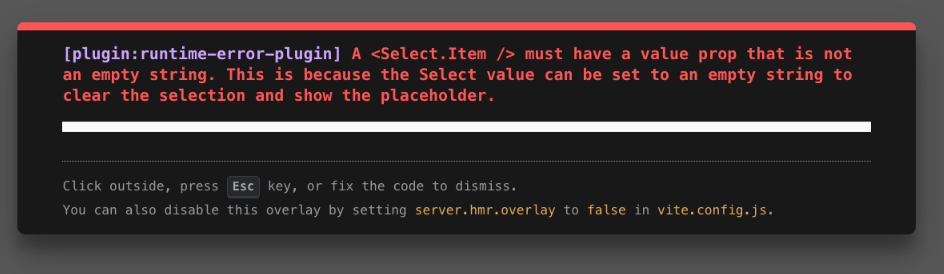 [plugin:runtime-error-plugin] A <Select.Item /> must have a value prop that is not
an empty string. This is because the Select value can be set to an empty string to
clear the selection and show the placeholder.
Click outside, press Esc key, or fix the code to dismiss.
You can also disable this overlay by setting server.hmr.overlay to false in vite.config.js.